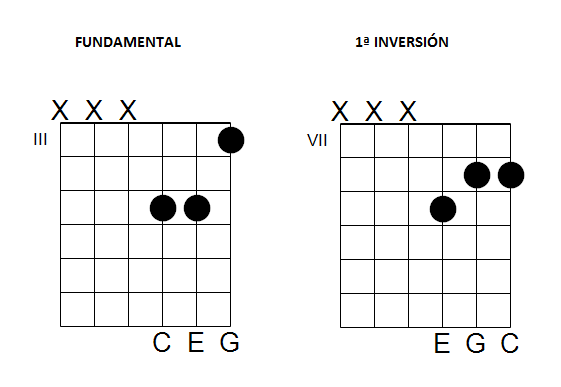 FUNDAMENTAL
X X X
III
C E G
1ª INVERSIÓN
X X X
VII
E G C